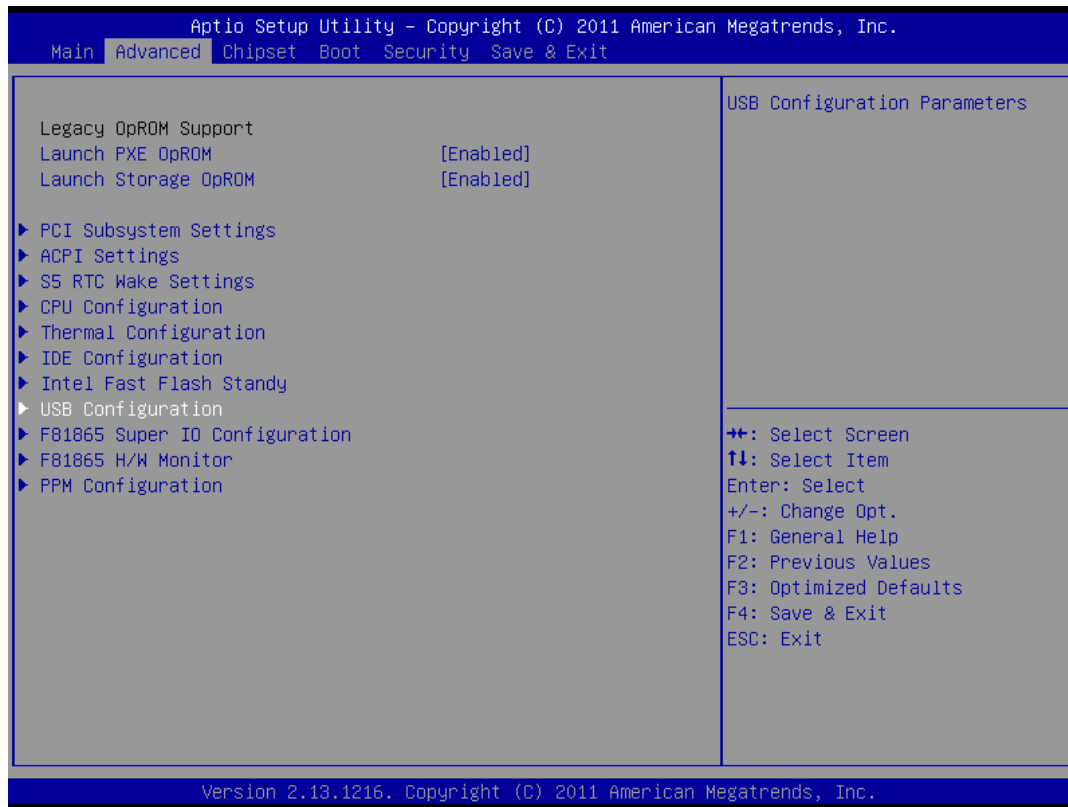 Aptio Setup Utility – Copyright (C) 2011 American Megatrends, Inc.
Main Advanced Chipset Boot Security Save & Exit
Legacy OpROM Support
Launch PXE OpROM [Enabled]
Launch Storage OpROM [Enabled]
▶ PCI Subsystem Settings
▶ ACPI Settings
▶ S5 RTC Wake Settings
▶ CPU Configuration
▶ Thermal Configuration
▶ IDE Configuration
▶ Intel Fast Flash Standy
▶ USB Configuration
▶ F81865 Super IO Configuration
▶ F81865 H/W Monitor
▶ PPM Configuration
USB Configuration Parameters
→←: Select Screen
↑↓: Select Item
Enter: Select
+/-: Change Opt.
F1: General Help
F2: Previous Values
F3: Optimized Defaults
F4: Save & Exit
ESC: Exit
Version 2.13.1216. Copyright (C) 2011 American Megatrends, Inc.